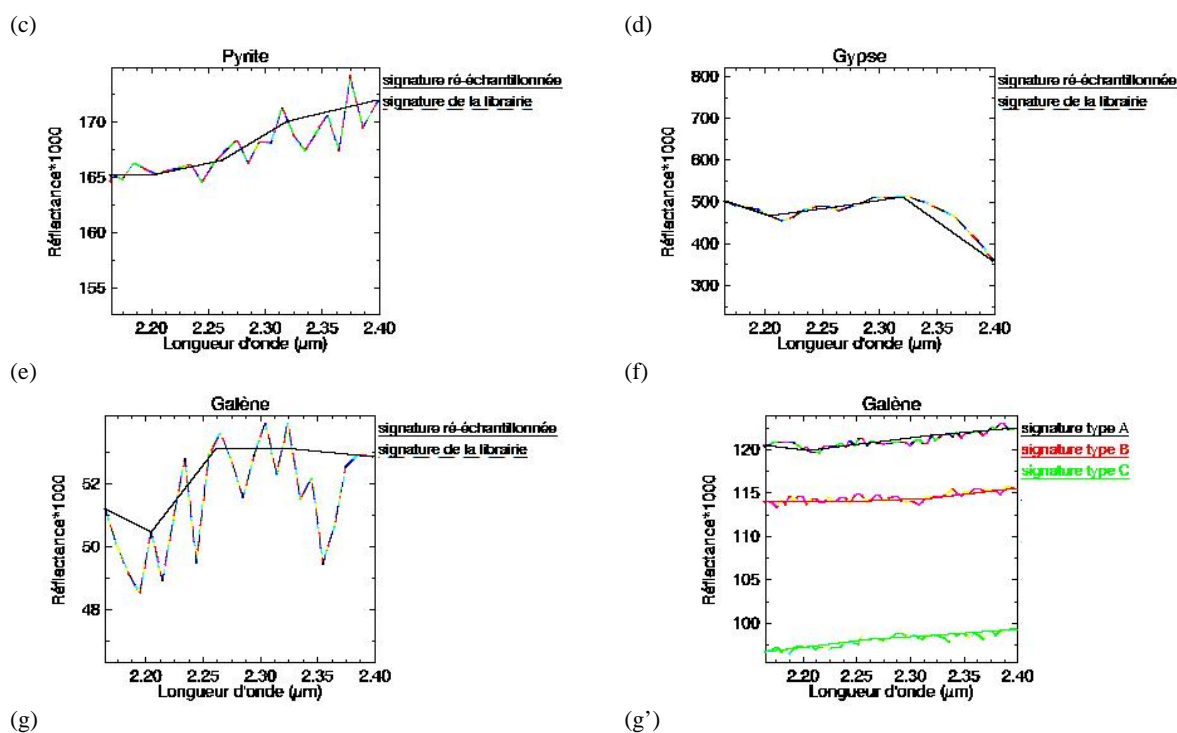 (c) (d)
Pyrite
signature ré-échantillonnée
signature de la librairie
170
165
160
155
Réflectance*1000
2.20 2.25 2.30 2.35 2.40
Longueur d'onde (µm)
Gypse
signature ré-échantillonnée
signature de la librairie
800
700
600
500
400
300
Réflectance*1000
2.20 2.25 2.30 2.35 2.40
Longueur d'onde (µm)
(e) (f)
Galène
signature ré-échantillonnée
signature de la librairie
52
50
48
Réflectance*1000
2.20 2.25 2.30 2.35 2.40
Longueur d'onde (µm)
Galène
signature type A
signature type B
signature type C
120
115
110
105
100
Réflectance*1000
2.20 2.25 2.30 2.35 2.40
Longueur d'onde (µm)
(g) (g’)